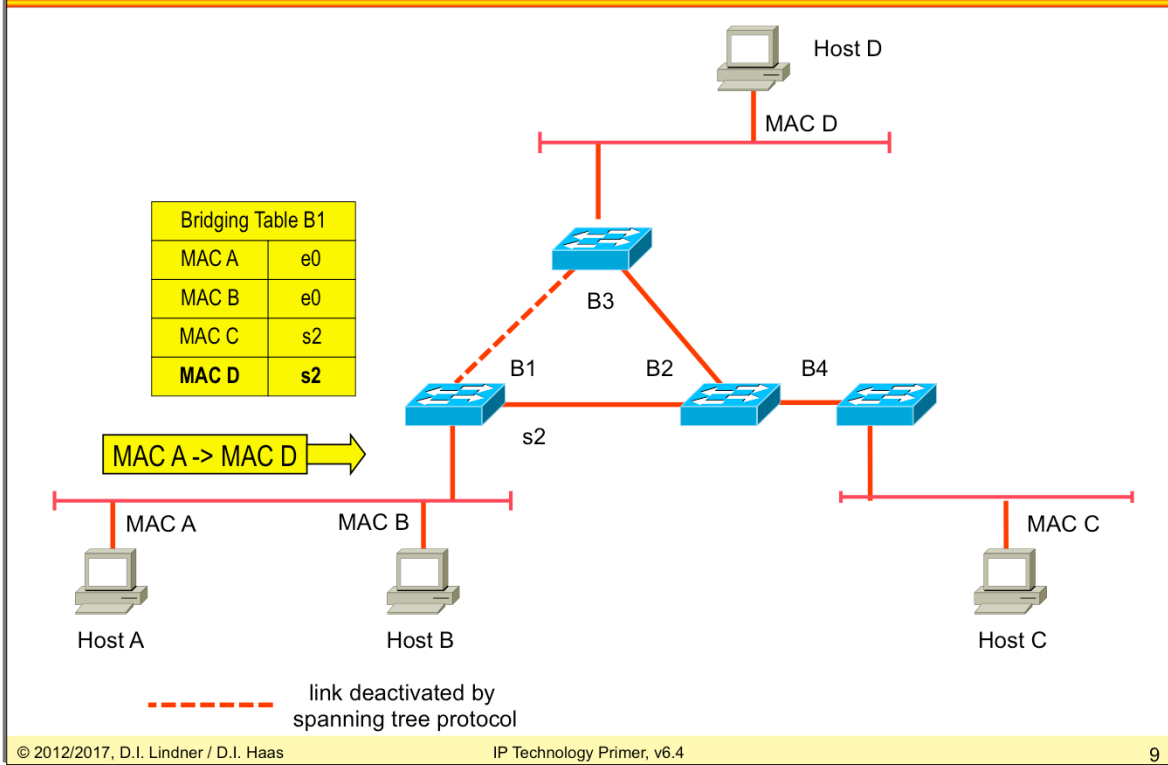 Host D
MAC D
Bridging Table B1
MAC A e0
MAC B e0
MAC C s2
MAC D s2
B3
B1
B2
B4
s2
MAC A -> MAC D
MAC A
MAC B
MAC C
Host A
Host B
Host C
link deactivated by
spanning tree protocol
© 2012/2017, D.I. Lindner / D.I. Haas
IP Technology Primer, v6.4
9